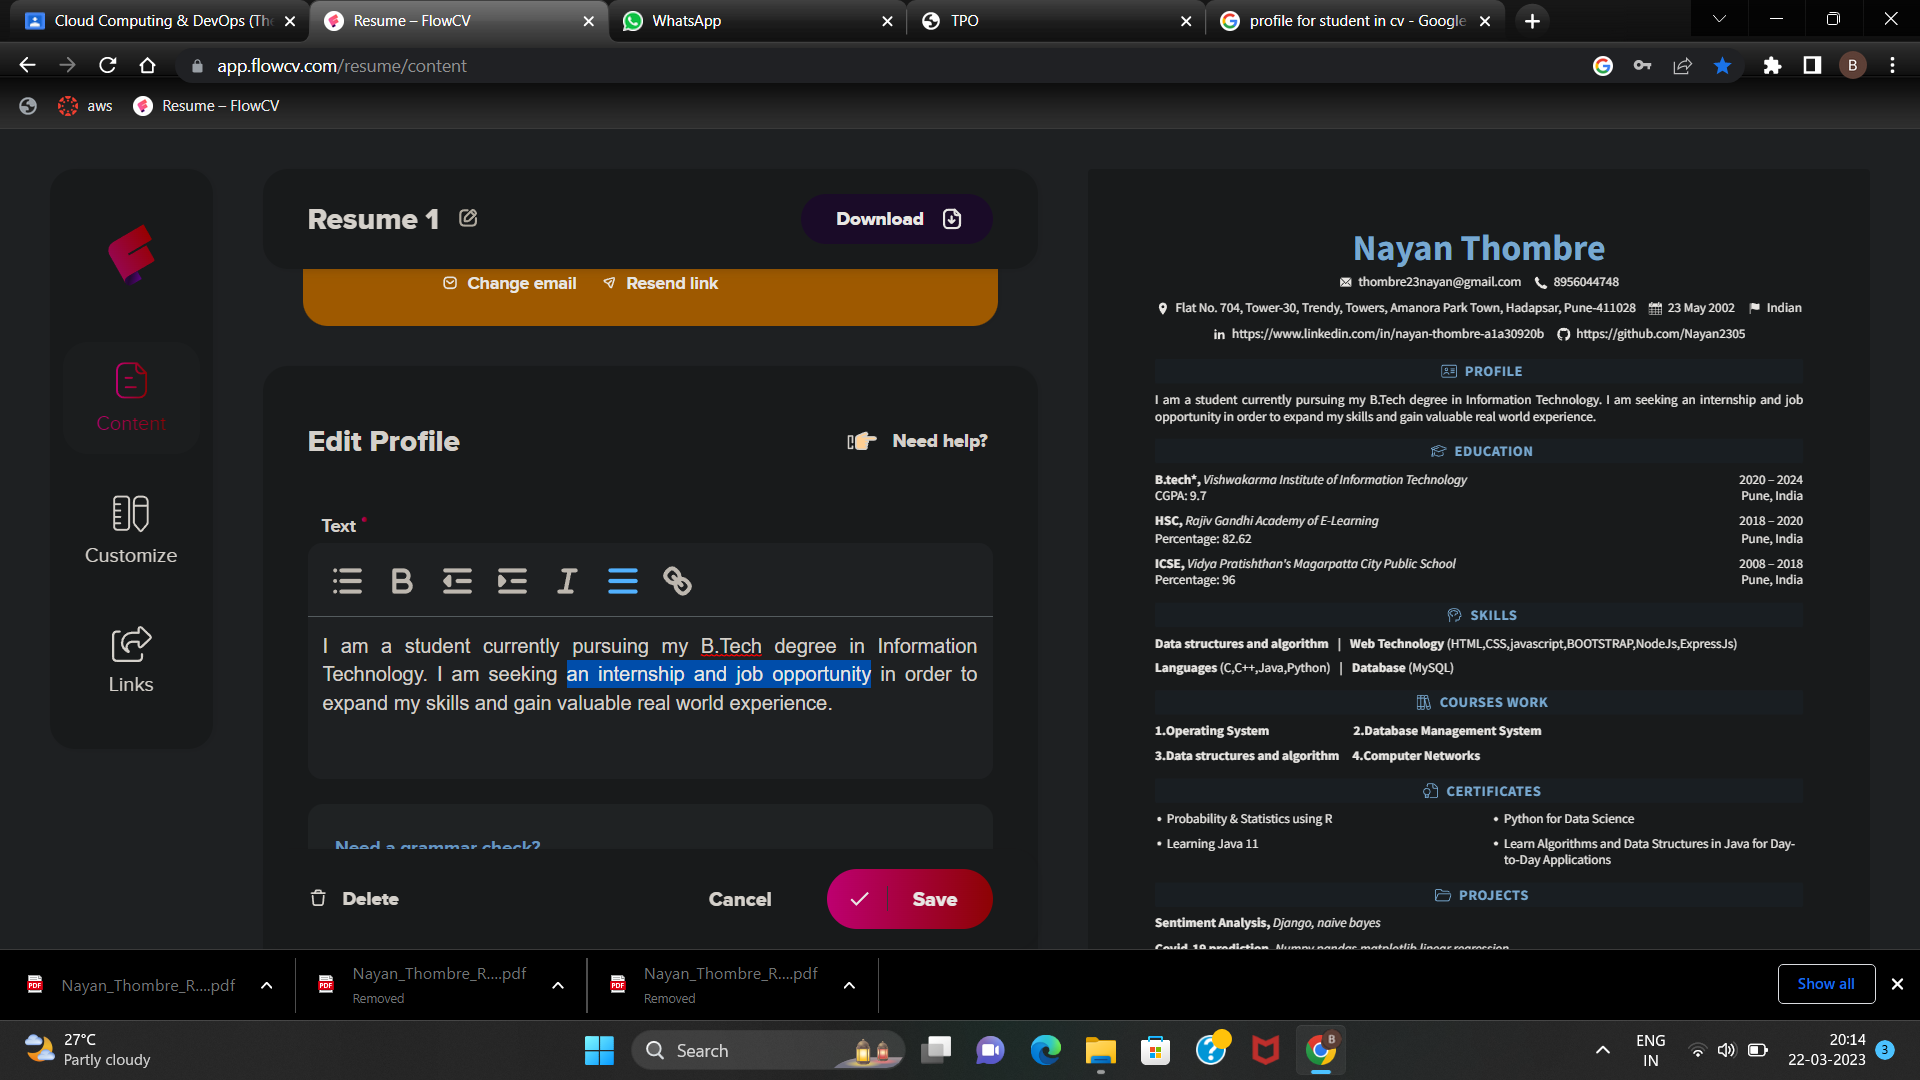 Cloud Computing & DevOps (The
Resume – FlowCV
WhatsApp
TPO
profile for student in cv - Google
app.flowcv.com/resume/content
B
aws
Resume – FlowCV
Resume 1
Download
Change email
Resend link
Content
Customize
Links
Edit Profile
Need help?
Text *
B
I
I am a student currently pursuing my B.Tech degree in Information
Technology. I am seeking an internship and job opportunity in order to
expand my skills and gain valuable real world experience.
Need a grammar check?
Delete
Cancel
Save
Nayan Thombre
thombre23nayan@gmail.com 8956044748
Flat No. 704, Tower-30, Trendy, Towers, Amanora Park Town, Hadapsar, Pune-411028 23 May 2002 Indian
in https://www.linkedin.com/in/nayan-thombre-a1a30920b https://github.com/Nayan2305
PROFILE
I am a student currently pursuing my B.Tech degree in Information Technology. I am seeking an internship and job
opportunity in order to expand my skills and gain valuable real world experience.
EDUCATION
B.tech*, Vishwakarma Institute of Information Technology 2020 – 2024
CGPA: 9.7 Pune, India
HSC, Rajiv Gandhi Academy of E-Learning 2018 – 2020
Percentage: 82.62 Pune, India
ICSE, Vidya Pratishthan's Magarpatta City Public School 2008 – 2018
Percentage: 96 Pune, India
SKILLS
Data structures and algorithm | Web Technology (HTML,CSS,javascript,BOOTSTRAP,NodeJs,ExpressJs)
Languages (C,C++,Java,Python) | Database (MySQL)
COURSES WORK
1.Operating System 2.Database Management System
3.Data structures and algorithm 4.Computer Networks
CERTIFICATES
• Probability & Statistics using R • Python for Data Science
• Learning Java 11 • Learn Algorithms and Data Structures in Java for Day-
to-Day Applications
PROJECTS
Sentiment Analysis, Django, naive bayes
Covid-19 prediction, Numpy,pandas,matplotlib,linear regression
PDF Nayan_Thombre_R....pdf
PDF Nayan_Thombre_R....pdf
Removed
PDF Nayan_Thombre_R....pdf
Removed
Show all
27°C
Partly cloudy
Search
B
ENG
IN
20:14
22-03-2023
3